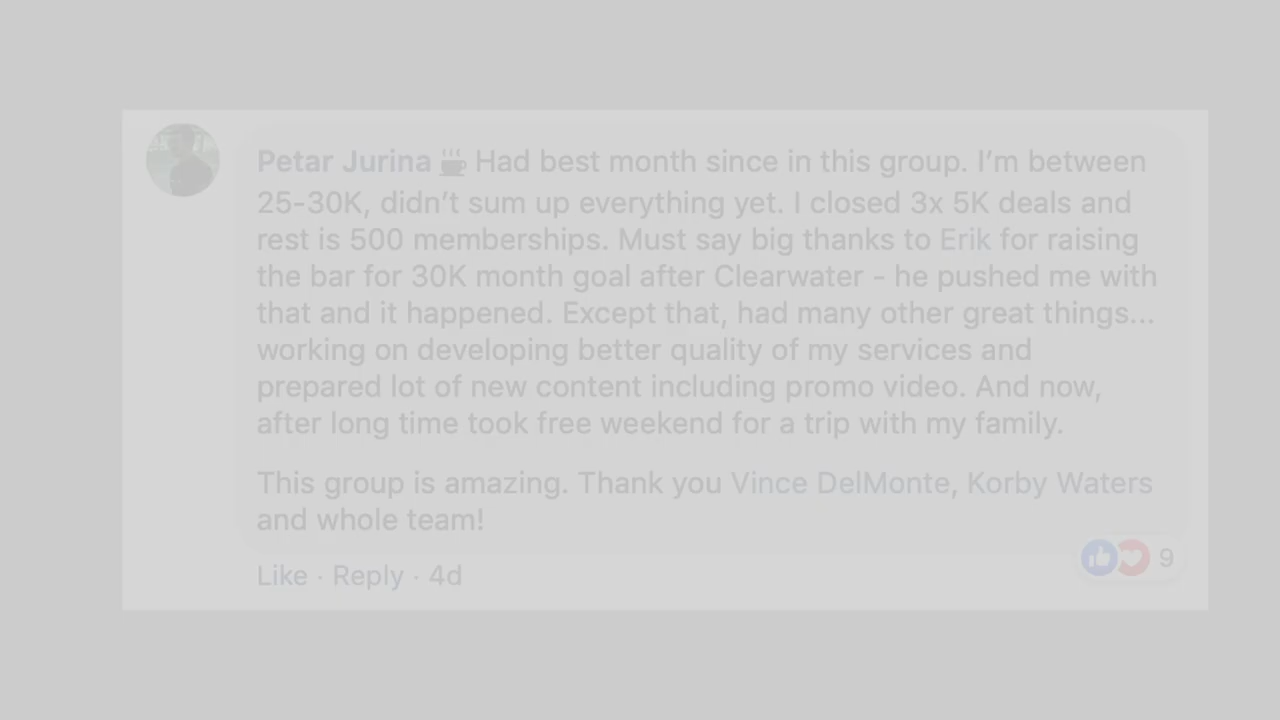 Petar Jurina ☕ Had best month since in this group. I’m between
25-30K, didn’t sum up everything yet. I closed 3x 5K deals and
rest is 500 memberships. Must say big thanks to Erik for raising
the bar for 30K month goal after Clearwater - he pushed me with
that and it happened. Except that, had many other great things...
working on developing better quality of my services and
prepared lot of new content including promo video. And now,
after long time took free weekend for a trip with my family.
This group is amazing. Thank you Vince DelMonte, Korby Waters
and whole team!
Like · Reply · 4d
9